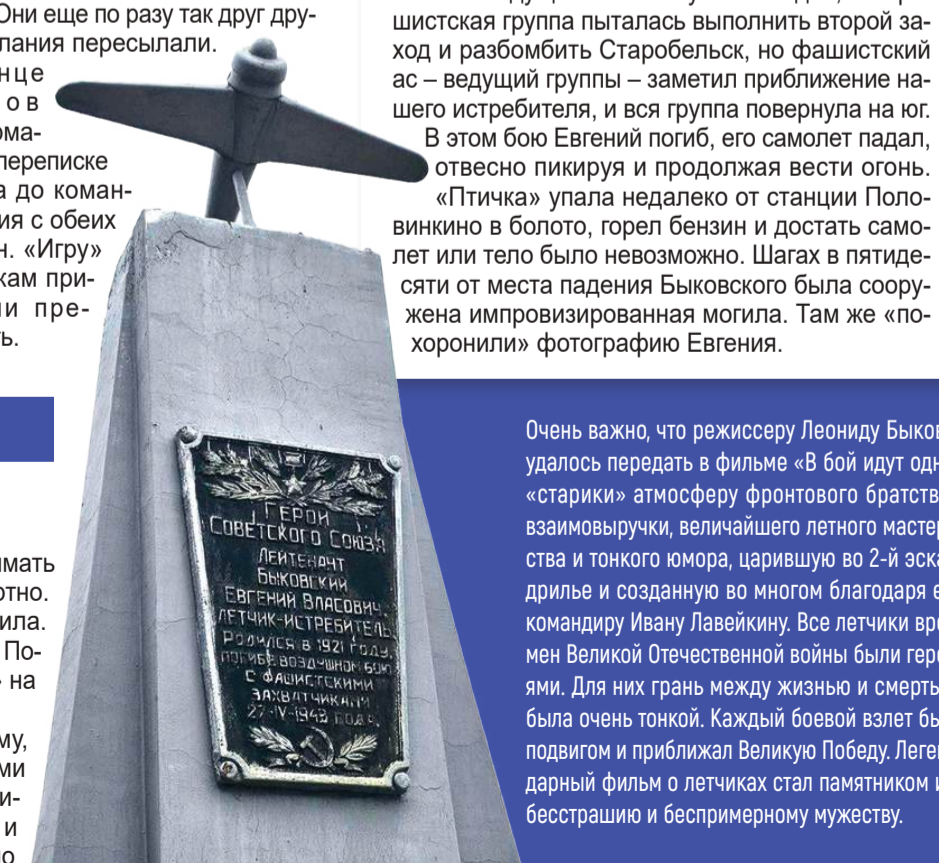 Они еще по разу так друг дру-
лания пересылали.
нце
ов
ома-
переписке
а до коман-
ия с обеих
н. «Игру»
кам при-
ли пре-
ть.
имать
отно.
ила.
По-
на
му,
ми
и-
и
шистская группа пыталась выполнить второй за-
ход и разбомбить Старобельск, но фашистский
ас – ведущий группы – заметил приближение на-
шего истребителя, и вся группа повернула на юг.
В этом бою Евгений погиб, его самолет падал,
отвесно пикируя и продолжая вести огонь.
«Птичка» упала недалеко от станции Поло-
винкино в болото, горел бензин и достать само-
лет или тело было невозможно. Шагах в пятиде-
сяти от места падения Быковского была соору-
жена импровизированная могила. Там же «по-
хоронили» фотографию Евгения.
ГЕРОЙ
СОВЕТСКОГО СОЮЗА
ЛЕЙТЕНАНТ
БЫКОВСКИЙ
ЕВГЕНИЙ ВЛАСОВИЧ
ЛЕТЧИК-ИСТРЕБИТЕЛЬ
РОДИЛСЯ В 1921 ГОДУ,
ПОГИБ В ВОЗДУШНОМ БОЮ
С ФАШИСТСКИМИ
ЗАХВАТЧИКАМИ
27-IV-1943 ГОДА.
Очень важно, что режиссеру Леониду Быков
удалось передать в фильме «В бой идут одн
«старики» атмосферу фронтового братств
взаимовыручки, величайшего летного мастер
ства и тонкого юмора, царившую во 2-й эска
дрилье и созданную во многом благодаря е
командиру Ивану Лавейкину. Все летчики вре
мен Великой Отечественной войны были геро
ями. Для них грань между жизнью и смерть
была очень тонкой. Каждый боевой взлет бы
подвигом и приближал Великую Победу. Леген
дарный фильм о летчиках стал памятником и
бесстрашию и беспримерному мужеству.